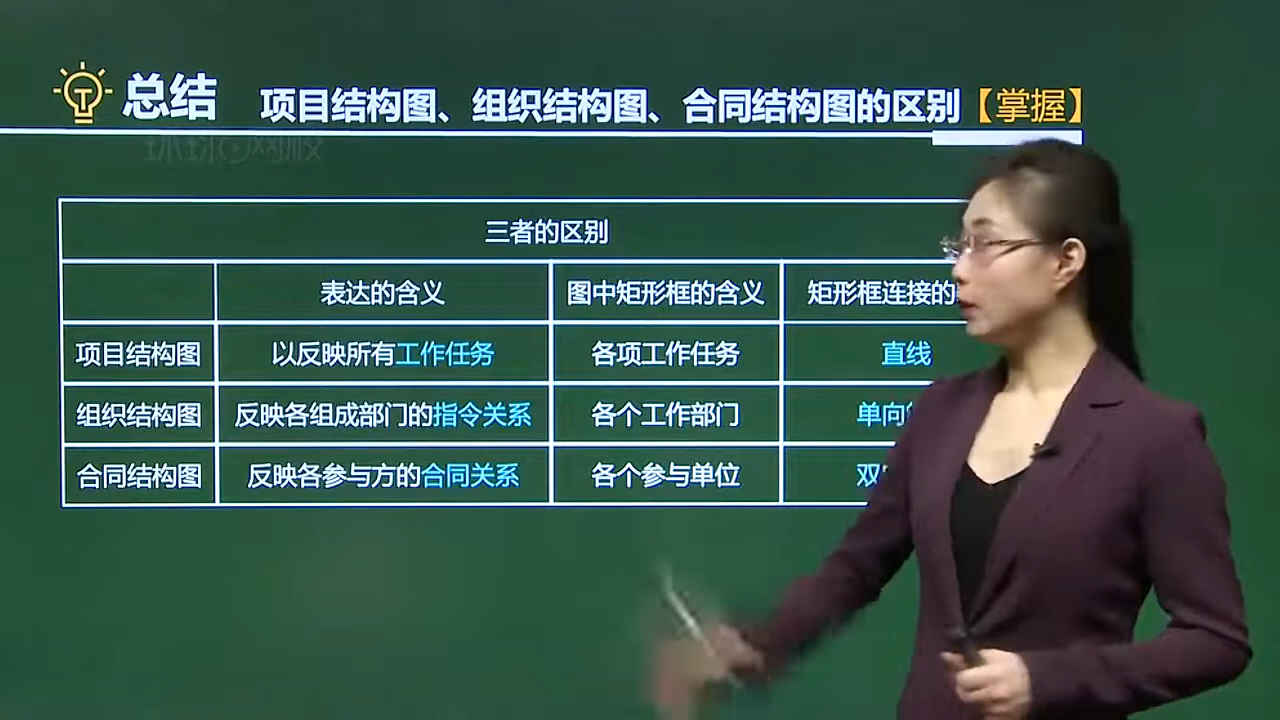 总结 项目结构图、组织结构图、合同结构图的区别【掌握】
环球网校
三者的区别
表达的含义 图中矩形框的含义 矩形框连接的
项目结构图 以反映所有工作任务 各项工作任务 直线
组织结构图 反映各组成部门的指令关系 各个工作部门 单向
合同结构图 反映各参与方的合同关系 各个参与单位 双